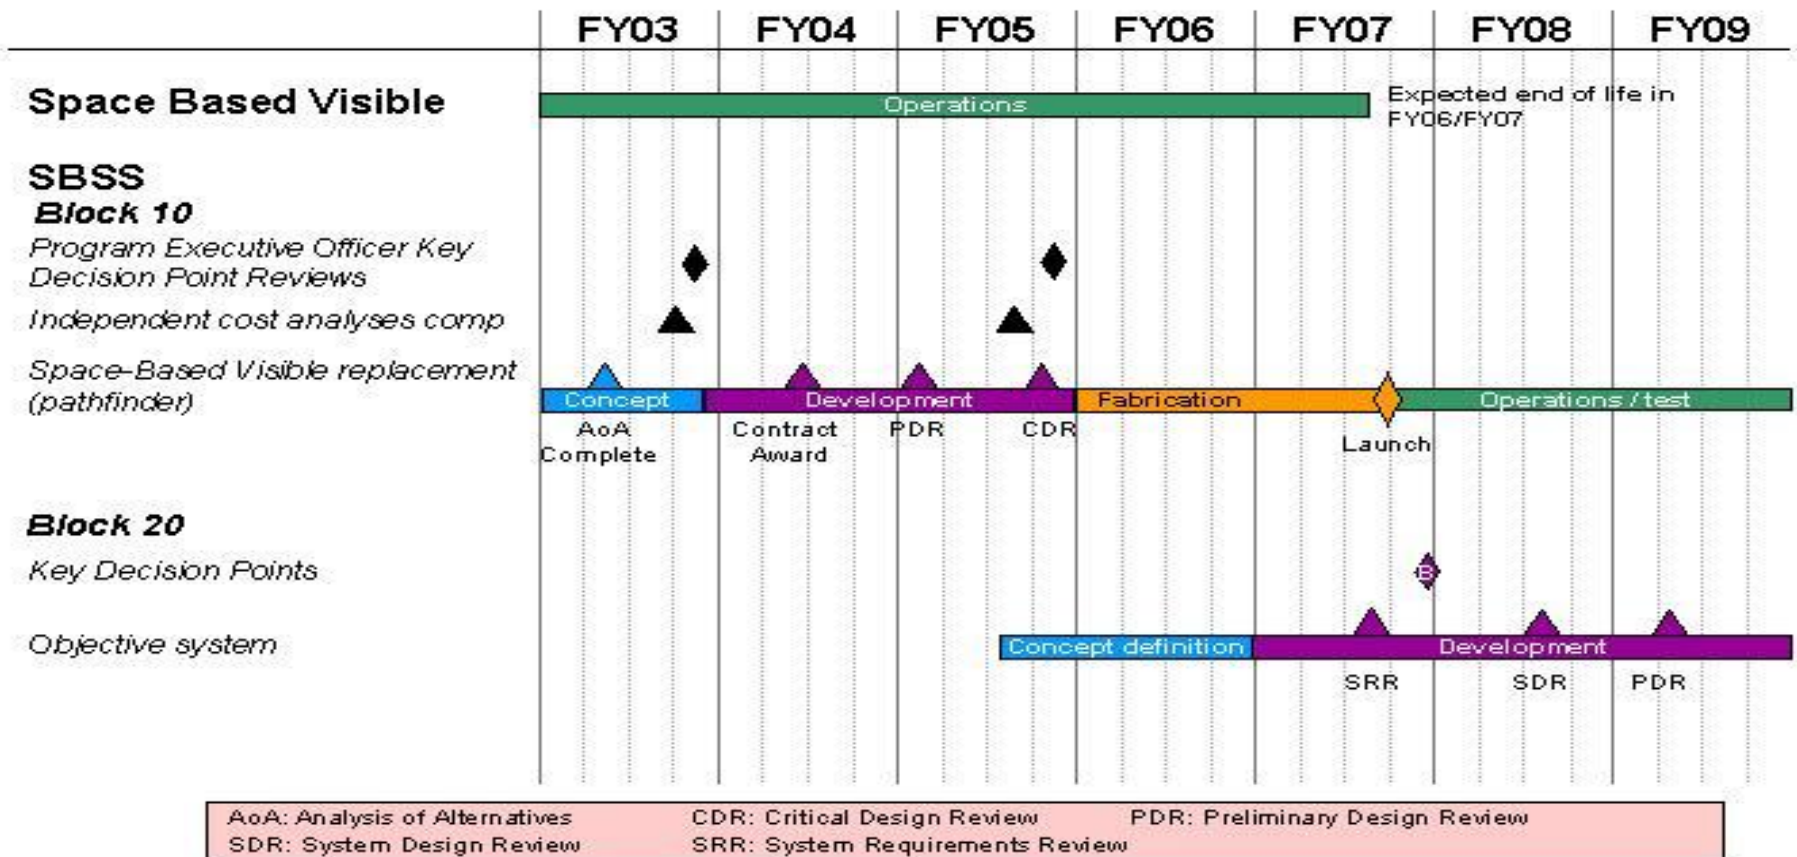 FY03 FY04 FY05 FY06 FY07 FY08 FY09
Space Based Visible
Operations
Expected end of life in
FY06/FY07
SBSS
Block 10
Program Executive Officer Key
Decision Point Reviews
Independent cost analyses comp
Space-Based Visible replacement
(pathfinder)
Concept Development Fabrication Operations / test
AoA
Complete
Contract
Award
PDR
CDR
Launch
Block 20
Key Decision Points
B
Objective system
Concept definition Development
SRR SDR PDR
AoA: Analysis of Alternatives CDR: Critical Design Review PDR: Preliminary Design Review
SDR: System Design Review SRR: System Requirements Review